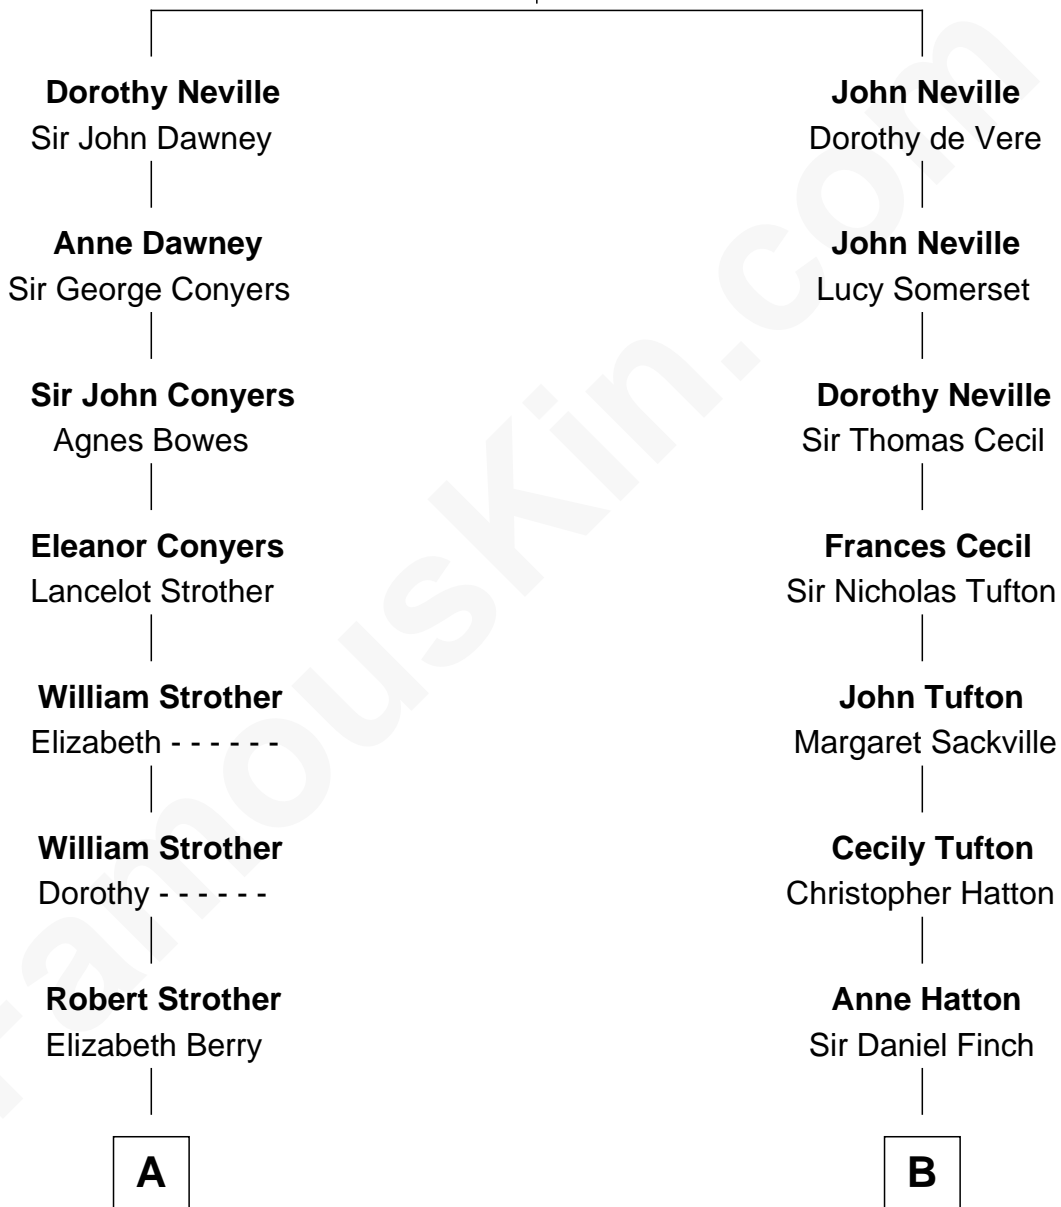 Dorothy Neville
Sir John Dawney
Anne Dawney
Sir George Conyers
Sir John Conyers
Agnes Bowes
Eleanor Conyers
Lancelot Strother
William Strother
Elizabeth - - - - - -
William Strother
Dorothy - - - - - -
Robert Strother
Elizabeth Berry
A
John Neville
Dorothy de Vere
John Neville
Lucy Somerset
Dorothy Neville
Sir Thomas Cecil
Frances Cecil
Sir Nicholas Tufton
John Tufton
Margaret Sackville
Cecily Tufton
Christopher Hatton
Anne Hatton
Sir Daniel Finch
B
FamousKin.com